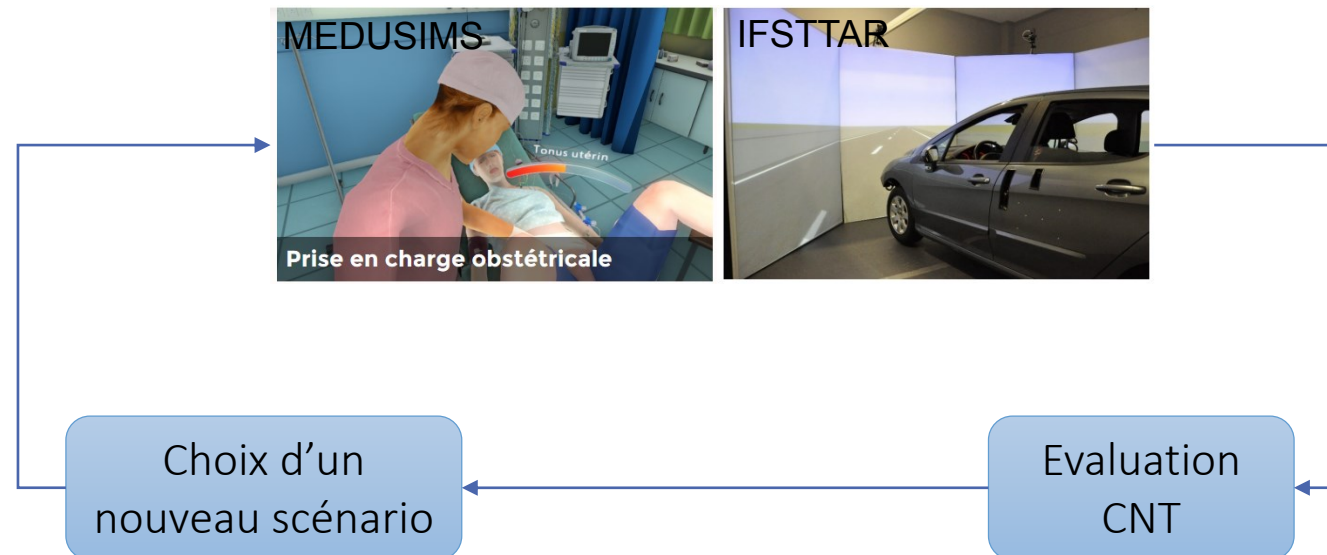 MEDUSIMS
IFSTTAR
Tonus utérin
Prise en charge obstétricale
Choix d’un
nouveau scénario
Evaluation
CNT